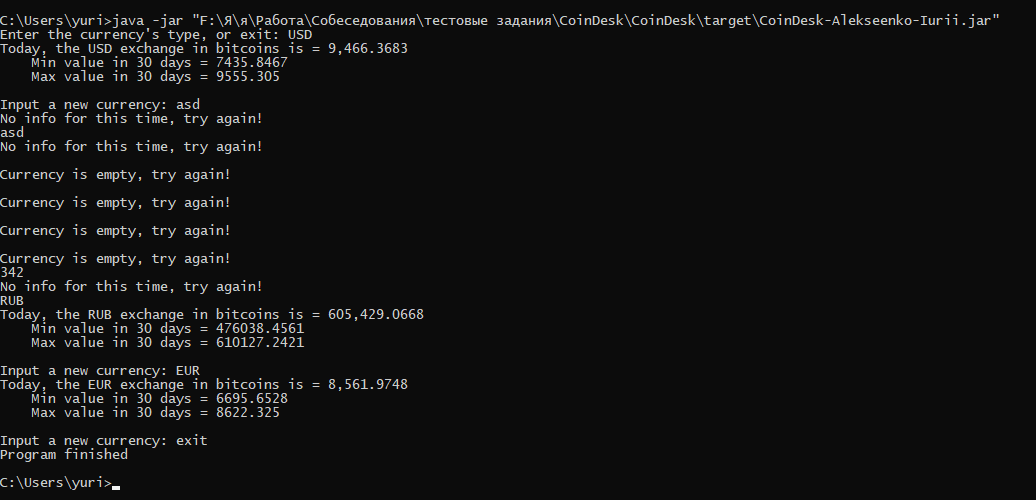 C:\Users\yuri>java -jar "F:\Я\я\Работа\Собеседования\тестовые задания\CoinDesk\CoinDesk\target\CoinDesk-Alekseenko-Iurii.jar"
Enter the currency's type, or exit: USD
Today, the USD exchange in bitcoins is = 9,466.3683
    Min value in 30 days = 7435.8467
    Max value in 30 days = 9555.305
Input a new currency: asd
No info for this time, try again!
asd
No info for this time, try again!
Currency is empty, try again!
Currency is empty, try again!
Currency is empty, try again!
Currency is empty, try again!
342
No info for this time, try again!
RUB
Today, the RUB exchange in bitcoins is = 605,429.0668
    Min value in 30 days = 476038.4561
    Max value in 30 days = 610127.2421
Input a new currency: EUR
Today, the EUR exchange in bitcoins is = 8,561.9748
    Min value in 30 days = 6695.6528
    Max value in 30 days = 8622.325
Input a new currency: exit
Program finished
C:\Users\yuri>